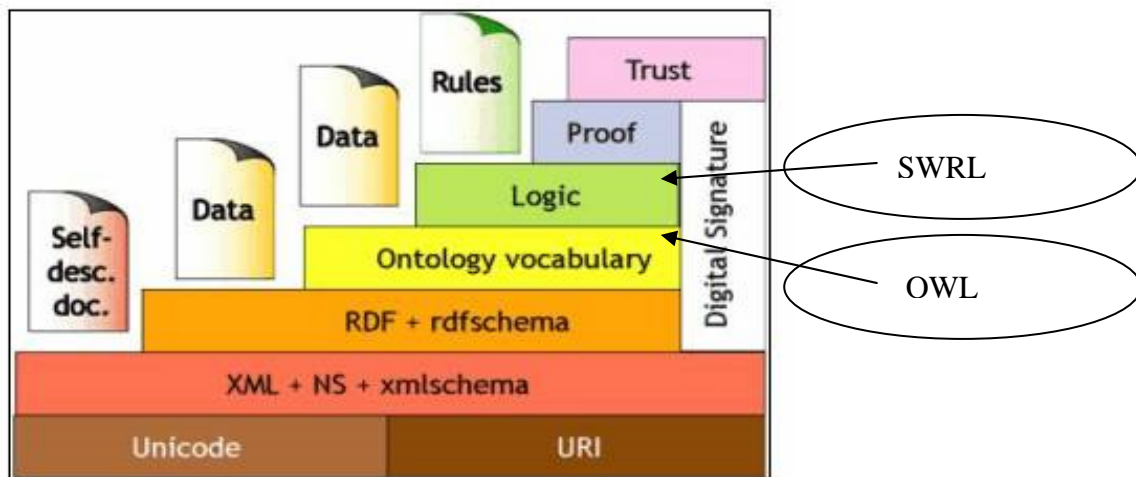 Rules
Trust
Data
Proof
SWRL
Data
Logic
Digital Signature
Self-
desc.
doc.
Ontology vocabulary
OWL
RDF + rdfschema
XML + NS + xmlschema
Unicode
URI